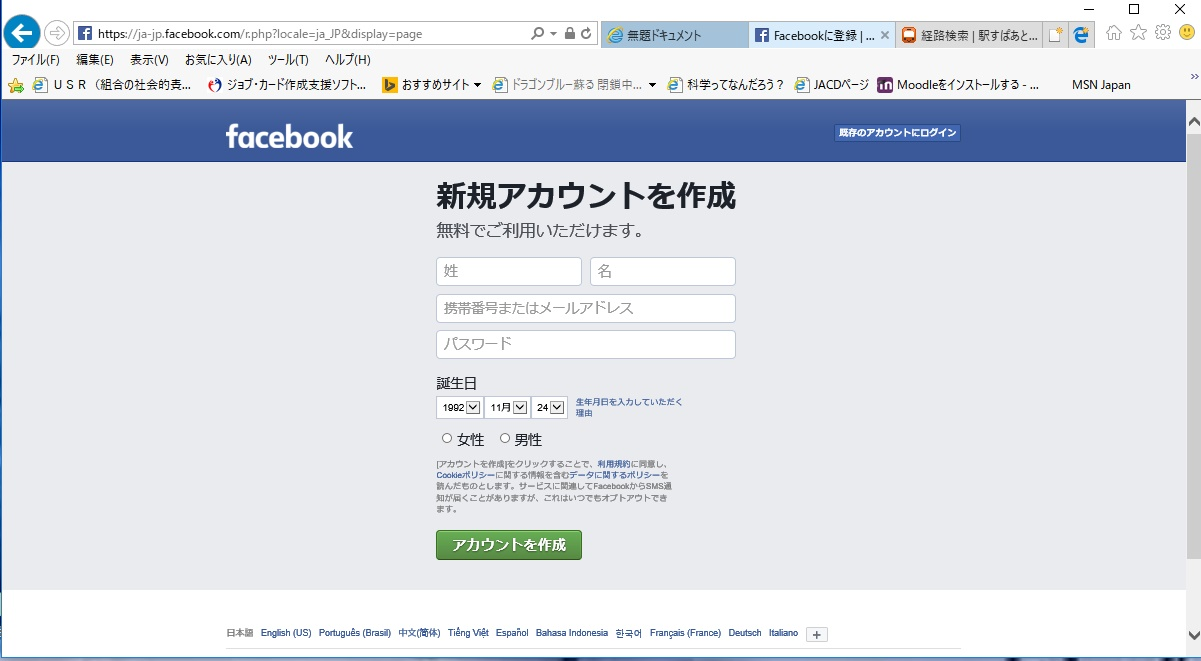 https://ja-jp.facebook.com/r.php?locale=ja_JP&display=page
無題ドキュメント
Facebookに登録 | ...
経路検索 | 駅すぱあと...
ファイル(F) 編集(E) 表示(V) お気に入り(A) ツール(T) ヘルプ(H)
ＵＳＲ（組合の社会的責...
ジョブ・カード作成支援ソフト...
おすすめサイト
ドラゴンブルー蘇る 閉鎖中...
科学ってなんだろう？
JACDページ
Moodleをインストールする - ...
MSN Japan
facebook
既存のアカウントにログイン
新規アカウントを作成
無料でご利用いただけます。
姓 名
携帯番号またはメールアドレス
パスワード
誕生日
1992 11月 24 生年月日を入力していただく
理由
女性 男性
[アカウントを作成]をクリックすることで、利用規約に同意し、
Cookieポリシーに関する情報を含むデータに関するポリシーを
読んだものとします。サービスに関連してFacebookからSMS通
知が届くことがありますが、これはいつでもオプトアウトでき
ます。
アカウントを作成
日本語 English (US) Português (Brasil) 中文(简体) Tiếng Việt Español Bahasa Indonesia 한국어 Français (France) Deutsch Italiano +